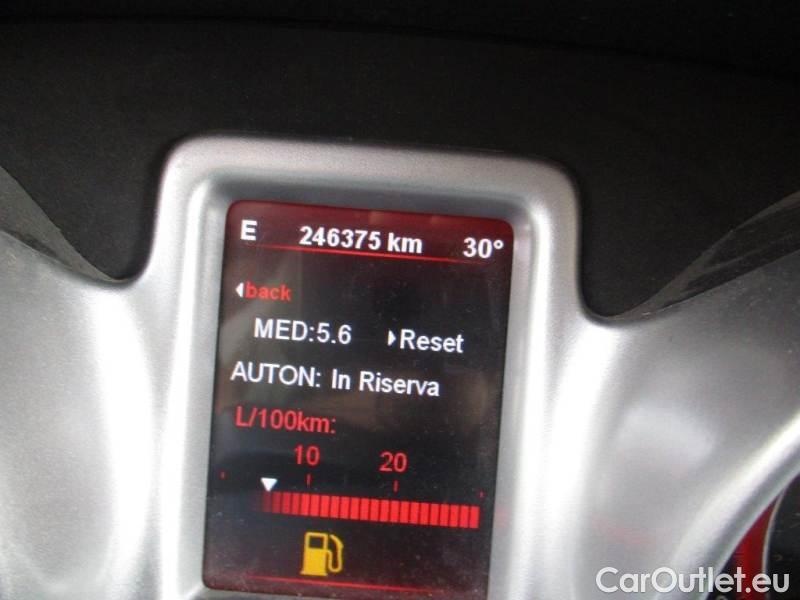 E 246375 km 30°
back
MED:5.6 Reset
AUTON: In Riserva
L/100km:
10 20
CarOutlet.eu